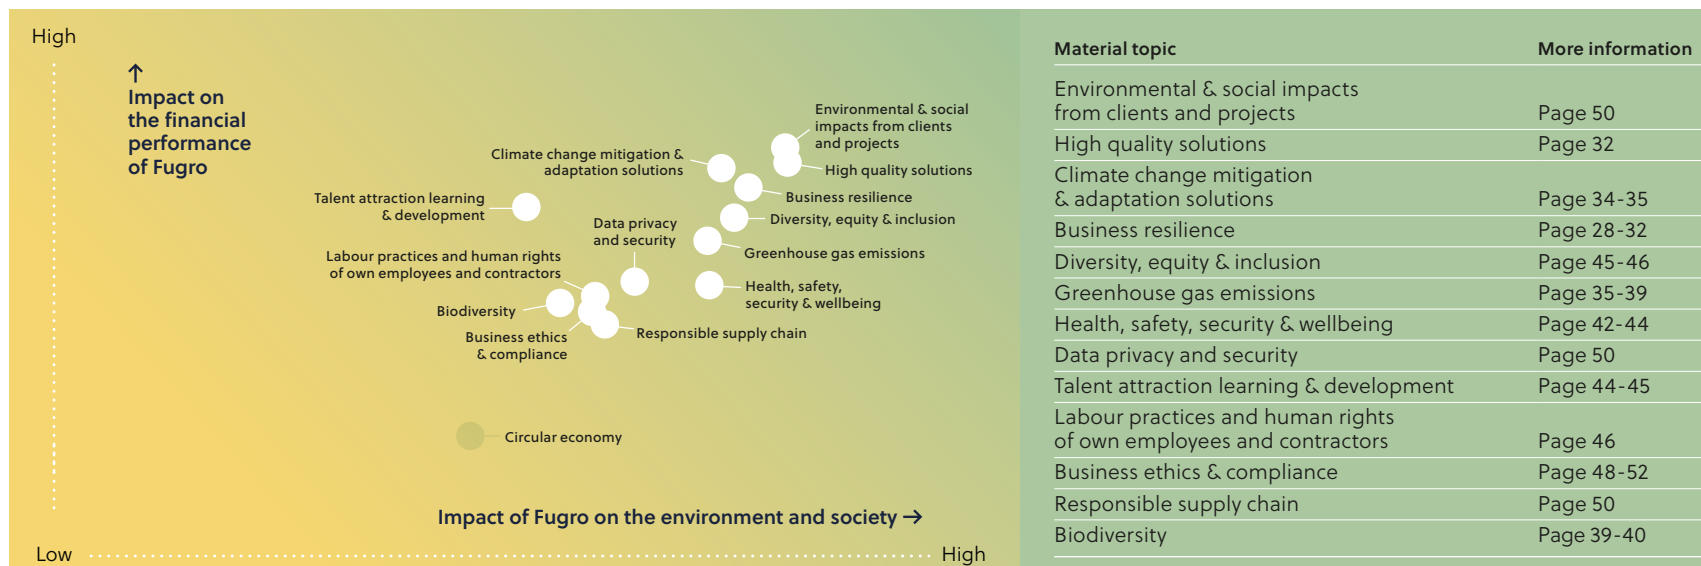 High
↑
Impact on
the financial
performance
of Fugro
Environmental & social
impacts from clients
and projects
Climate change mitigation &
adaptation solutions
High quality solutions
Talent attraction learning
& development
Business resilience
Data privacy
and security
Diversity, equity & inclusion
Labour practices and human rights
of own employees and contractors
Greenhouse gas emissions
Health, safety,
security & wellbeing
Biodiversity
Business ethics
& compliance
Responsible supply chain
Circular economy
Impact of Fugro on the environment and society →
Low
High
Material topic More information
Environmental & social impacts
from clients and projects Page 50
High quality solutions Page 32
Climate change mitigation
& adaptation solutions Page 34-35
Business resilience Page 28-32
Diversity, equity & inclusion Page 45-46
Greenhouse gas emissions Page 35-39
Health, safety, security & wellbeing Page 42-44
Data privacy and security Page 50
Talent attraction learning & development Page 44-45
Labour practices and human rights
of own employees and contractors Page 46
Business ethics & compliance Page 48-52
Responsible supply chain Page 50
Biodiversity Page 39-40